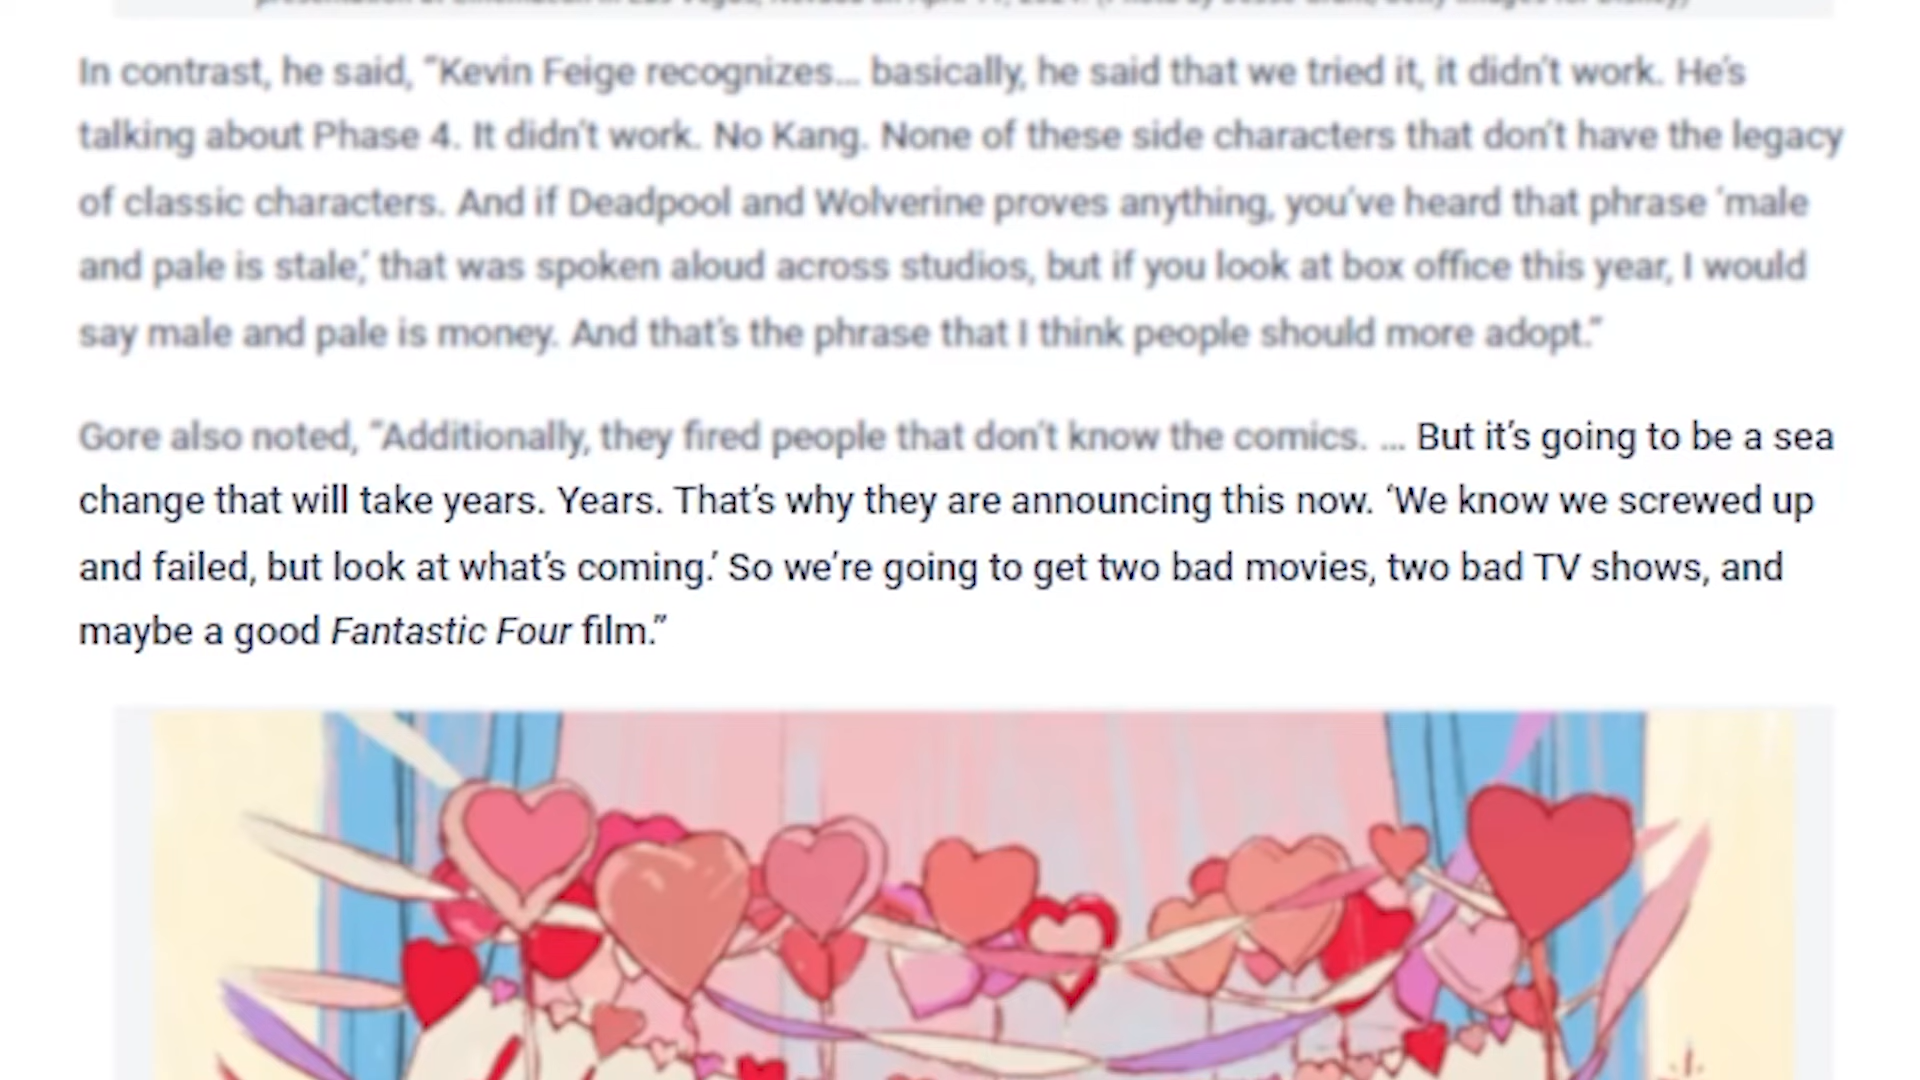 In contrast, he said, “Kevin Feige recognizes... basically, he said that we tried it, it didn’t work. He’s
talking about Phase 4. It didn’t work. No Kang. None of these side characters that don’t have the legacy
of classic characters. And if Deadpool and Wolverine proves anything, you’ve heard that phrase ‘male
and pale is stale,’ that was spoken aloud across studios, but if you look at box office this year, I would
say male and pale is money. And that’s the phrase that I think people should more adopt.”
Gore also noted, “Additionally, they fired people that don’t know the comics. ... But it’s going to be a sea
change that will take years. Years. That’s why they are announcing this now. ‘We know we screwed up
and failed, but look at what’s coming.’ So we’re going to get two bad movies, two bad TV shows, and
maybe a good Fantastic Four film.”